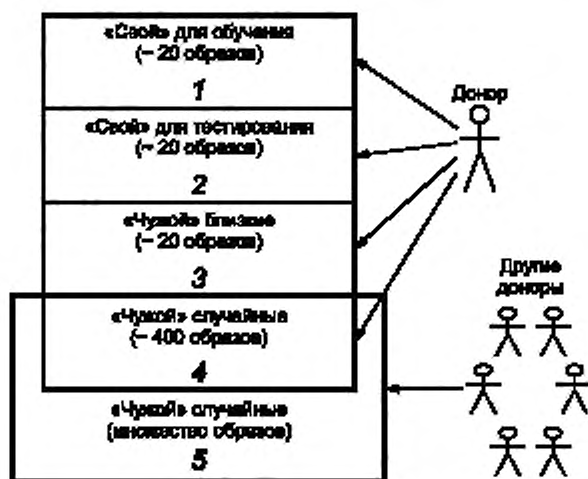 «Свой» для обучения
(~ 20 образов)
1
«Свой» для тестирования
(~ 20 образов)
2
«Чужой» близкие
(~ 20 образов)
3
«Чужой» случайные
(~ 400 образов)
4
«Чужой» случайные
(множество образов)
5
Донор
Другие
доноры